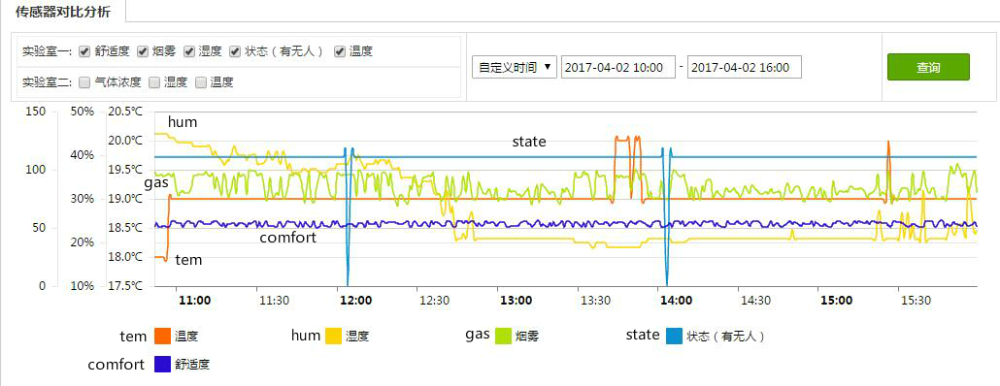 传感器对比分析
实验室一: 舒适度 烟雾 湿度 状态（有无人） 温度
实验室二: 气体浓度 湿度 温度
自定义时间 2017-04-02 10:00 - 2017-04-02 16:00 查询
150 50% 20.5℃
hum
20.0℃ state
40%
100 19.5℃
gas
30% 19.0℃
50 18.5℃
20% comfort
18.0℃ tem
0 10% 17.5℃
11:00 11:30 12:00 12:30 13:00 13:30 14:00 14:30 15:00 15:30
tem 温度 hum 湿度 gas 烟雾 state 状态（有无人）
comfort 舒适度